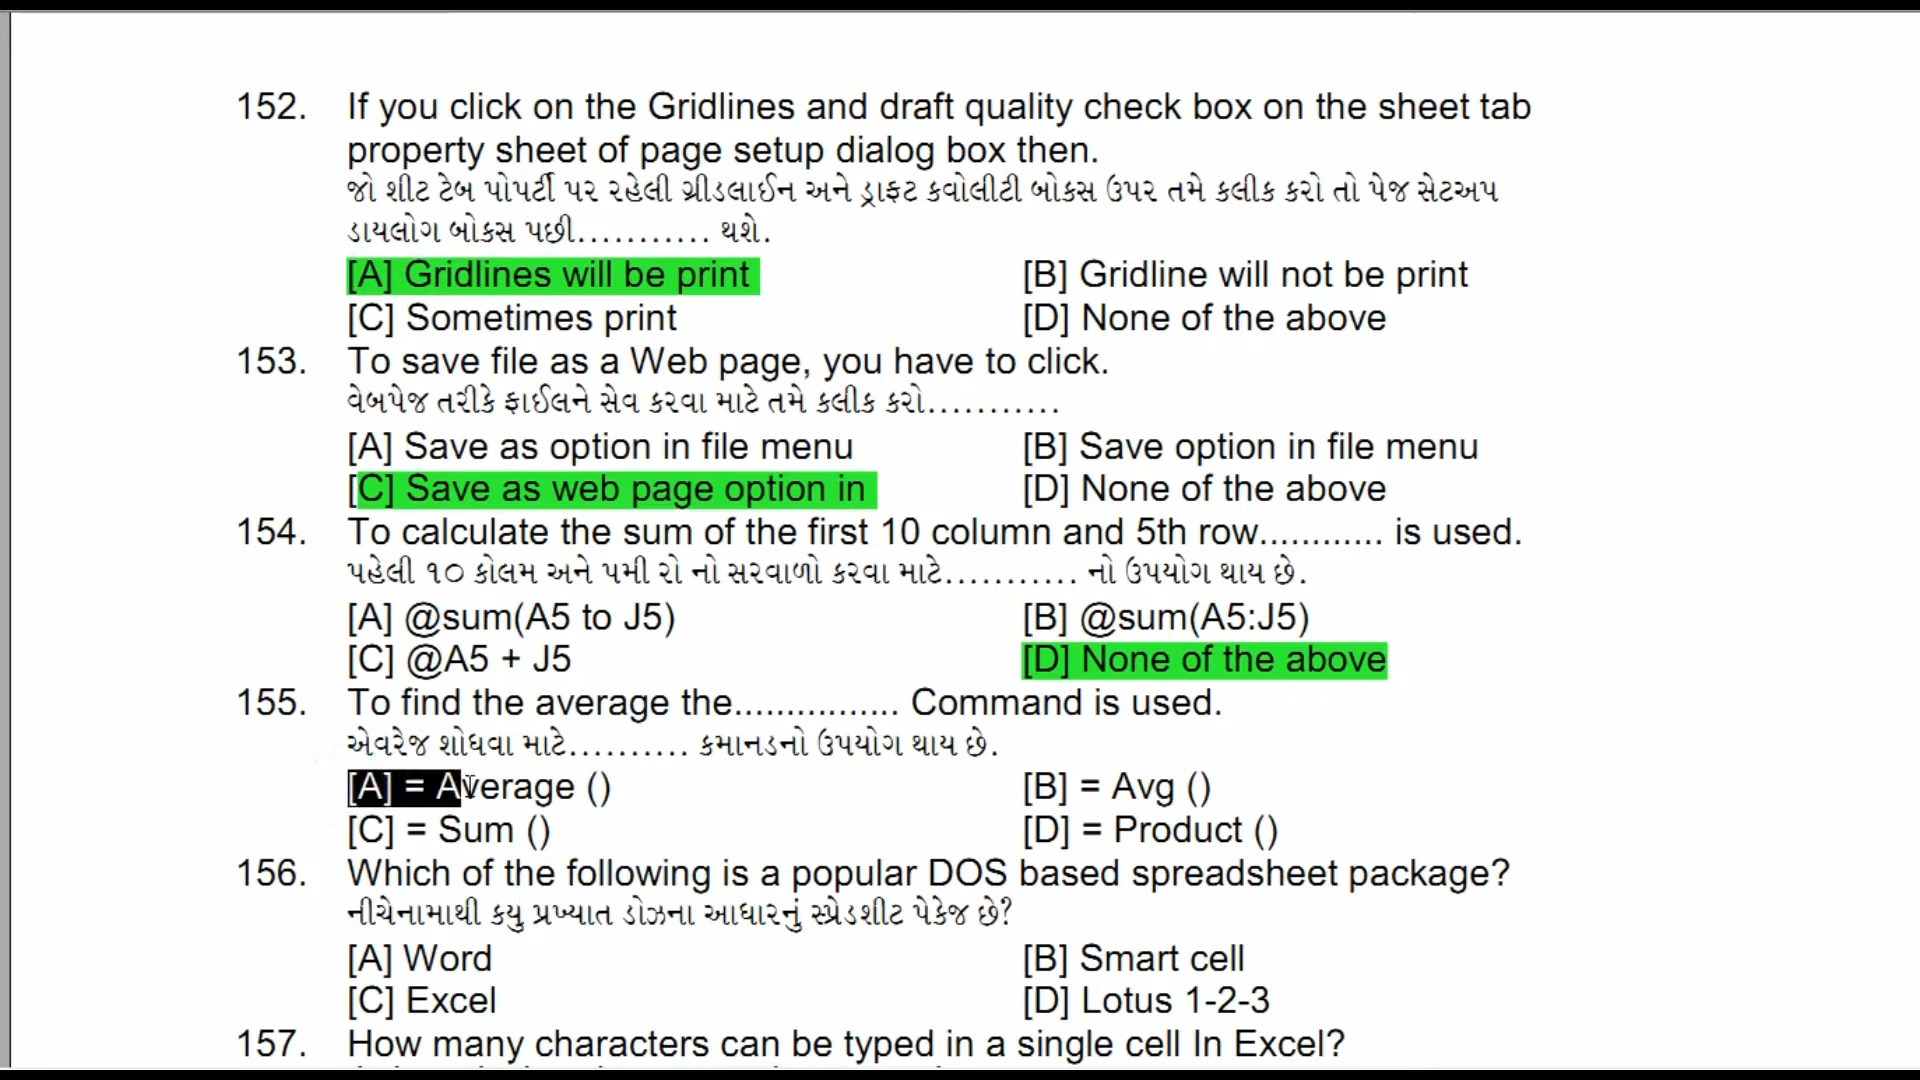 152. If you click on the Gridlines and draft quality check box on the sheet tab
property sheet of page setup dialog box then.
જો શીટ ટેબ પોપર્ટી પર રહેલી ગ્રીડલાઈન અને ડ્રાફટ કવોલીટી બોકસ ઉપર તમે કલીક કરો તો પેજ સેટઅપ
ડાયલોગ બોકસ પછી........... થશે.
[A] Gridlines will be print [B] Gridline will not be print
[C] Sometimes print [D] None of the above
153. To save file as a Web page, you have to click.
વેબપેજ તરીકે ફાઈલને સેવ કરવા માટે તમે કલીક કરો...........
[A] Save as option in file menu [B] Save option in file menu
[C] Save as web page option in [D] None of the above
154. To calculate the sum of the first 10 column and 5th row............ is used.
પહેલી ૧૦ કોલમ અને ૫મી રો નો સરવાળો કરવા માટે........... નો ઉપયોગ થાય છે.
[A] @sum(A5 to J5) [B] @sum(A5:J5)
[C] @A5 + J5 [D] None of the above
155. To find the average the................ Command is used.
એવરેજ શોધવા માટે.......... કમાનડનો ઉપયોગ થાય છે.
[A] = Average () [B] = Avg ()
[C] = Sum () [D] = Product ()
156. Which of the following is a popular DOS based spreadsheet package?
નીચેનામાથી કયુ પ્રખ્યાત ડોઝના આધારનું સ્પ્રેડશીટ પેકેજ છે?
[A] Word [B] Smart cell
[C] Excel [D] Lotus 1-2-3
157. How many characters can be typed in a single cell In Excel?